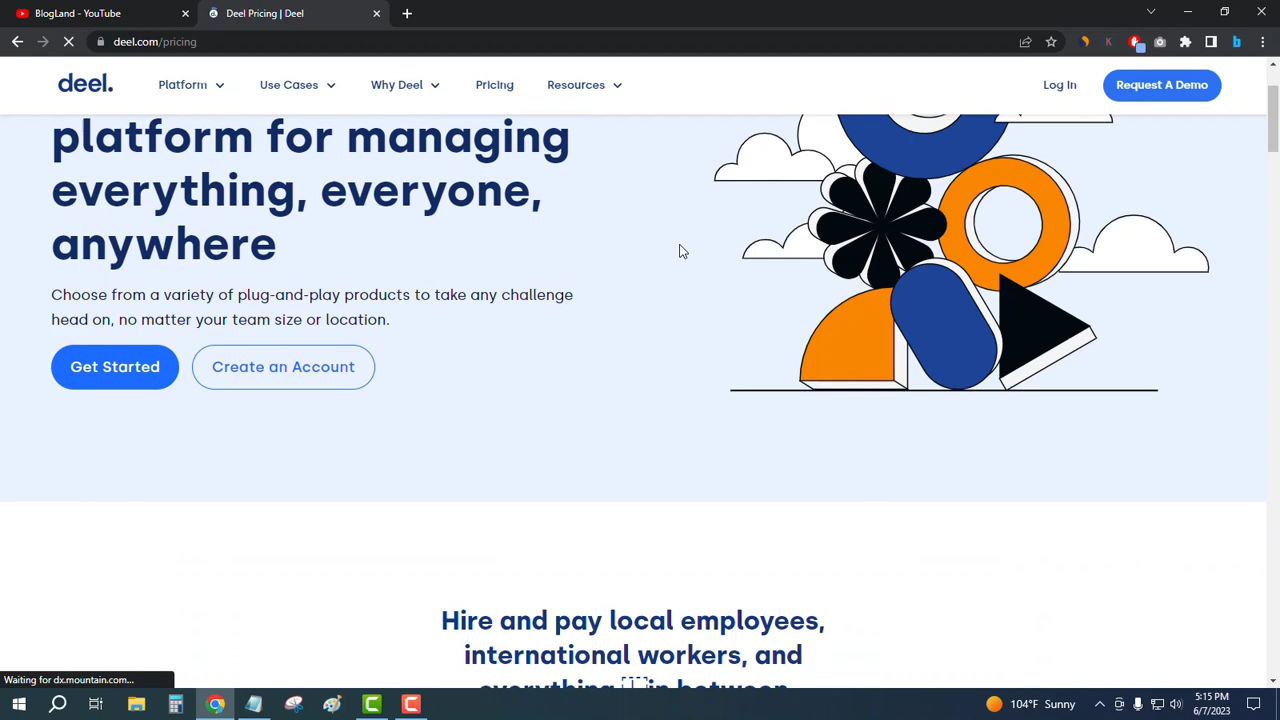 BlogLand - YouTube
Deel Pricing | Deel
deel.com/pricing
deel.
Platform
Use Cases
Why Deel
Pricing
Resources
Log In
Request A Demo
platform for managing
everything, everyone,
anywhere
Choose from a variety of plug-and-play products to take any challenge
head on, no matter your team size or location.
Get Started
Create an Account
Hire and pay local employees,
international workers, and
everything in between
Waiting for dx.mountain.com...
104°F Sunny
5:15 PM
6/7/2023